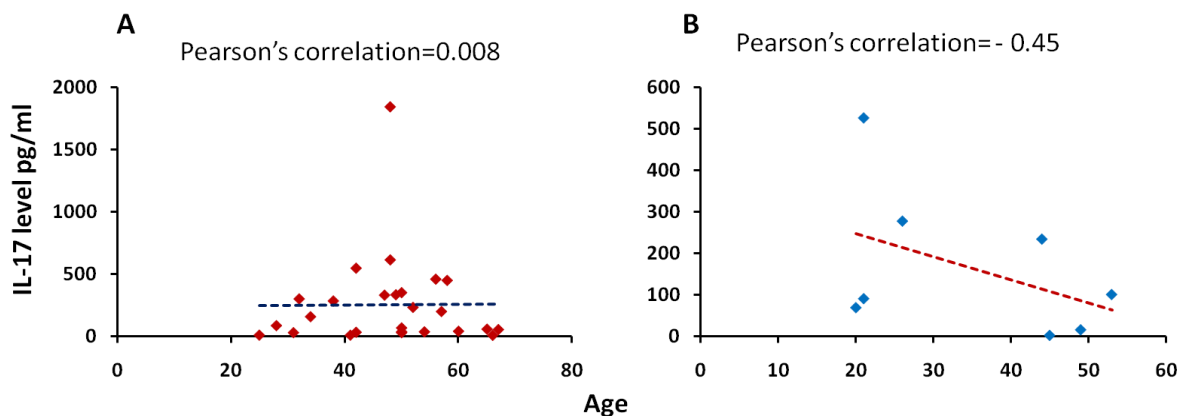 A
Pearson's correlation=0.008
IL-17 level pg/ml
2000
1500
1000
500
0
0 20 40 60 80
B
Pearson's correlation= - 0.45
600
500
400
300
200
100
0
0 10 20 30 40 50 60
Age